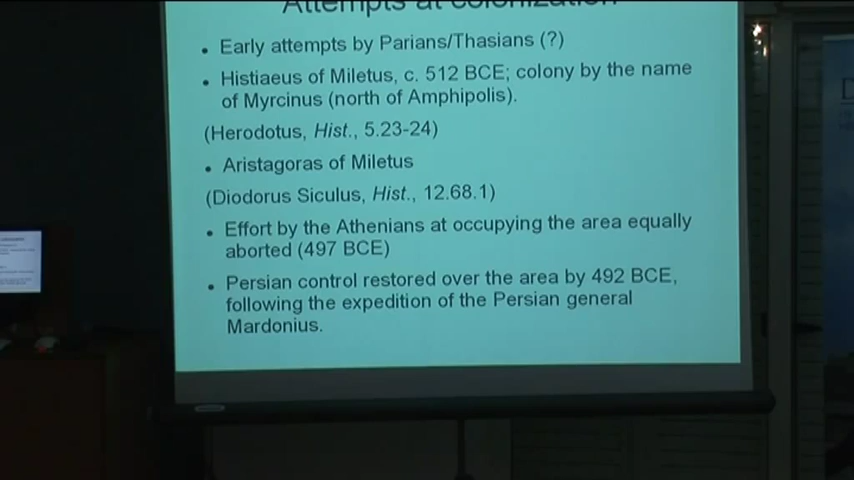 Attempts at colonization
• Early attempts by Parians/Thasians (?)
• Histiaeus of Miletus, c. 512 BCE; colony by the name
of Myrcinus (north of Amphipolis).
(Herodotus, Hist., 5.23-24)
• Aristagoras of Miletus
(Diodorus Siculus, Hist., 12.68.1)
• Effort by the Athenians at occupying the area equally
aborted (497 BCE)
• Persian control restored over the area by 492 BCE,
following the expedition of the Persian general
Mardonius.